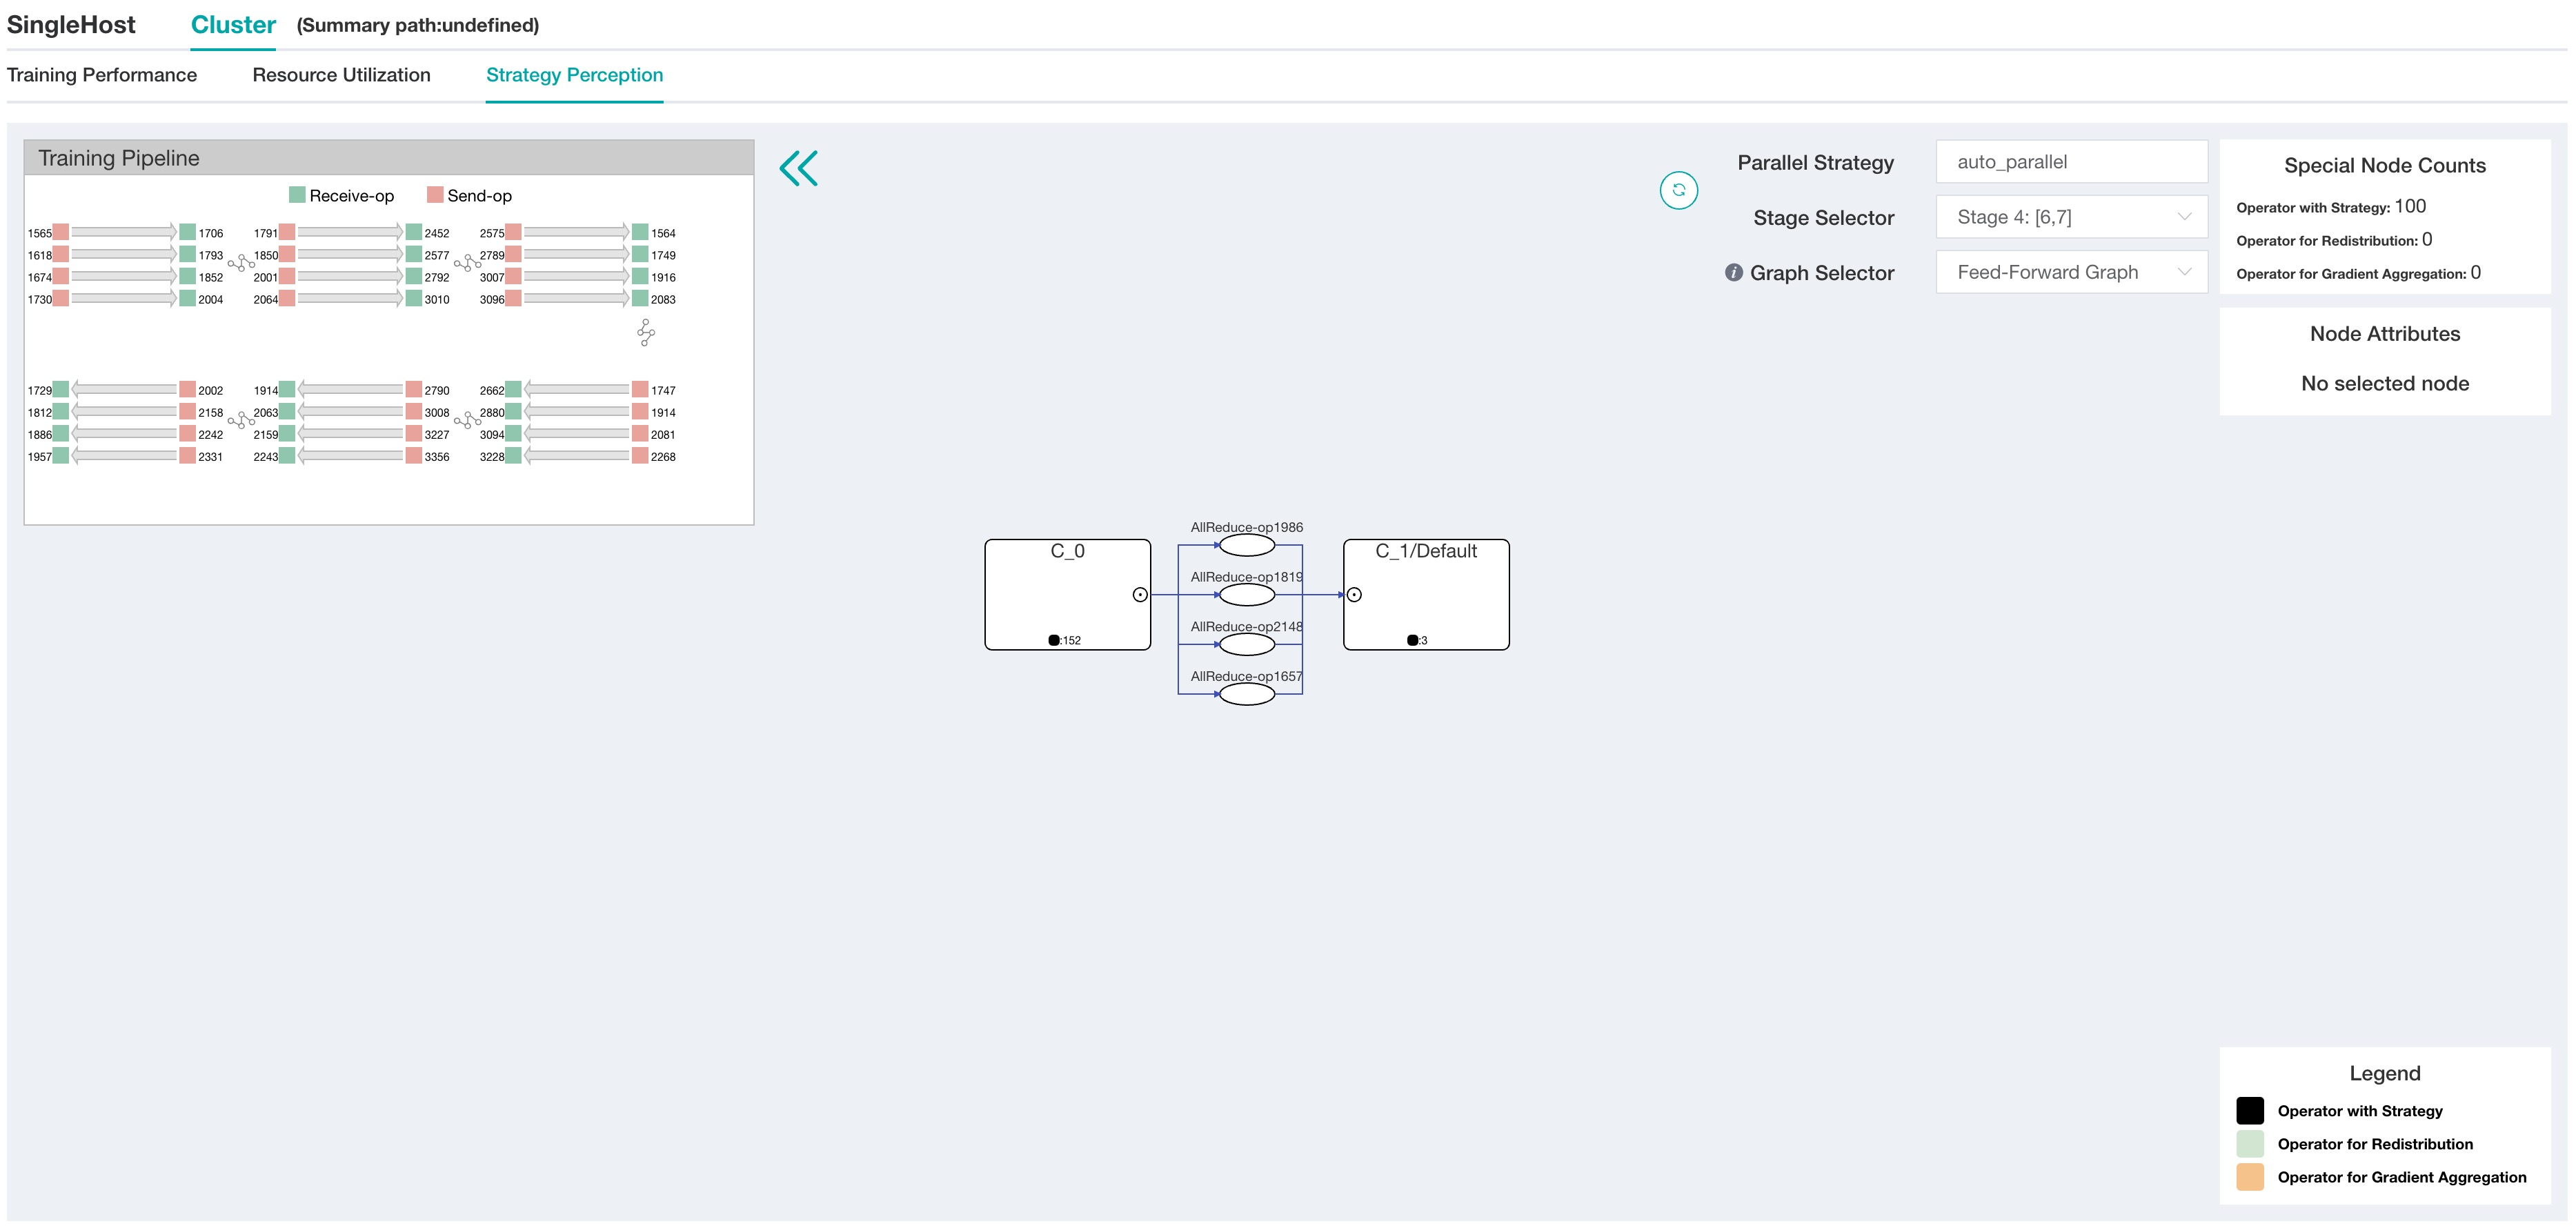 SingleHost Cluster (Summary path:undefined)
Training Performance Resource Utilization Strategy Perception
Training Pipeline
Receive-op Send-op
1565 1706 1791 2452 2575 1564
1618 1793 1850 2577 2789 1749
1674 1852 2001 2792 3007 1916
1730 2004 2064 3010 3096 2083
1729 2002 1914 2790 2662 1747
1812 2158 2063 3008 2880 1914
1886 2242 2159 3227 3094 2081
1957 2331 2243 3356 3228 2268
Parallel Strategy auto_parallel
Stage Selector Stage 4: [6,7]
i Graph Selector Feed-Forward Graph
Special Node Counts
Operator with Strategy: 100
Operator for Redistribution: 0
Operator for Gradient Aggregation: 0
Node Attributes
No selected node
C_0
:152
AllReduce-op1986
AllReduce-op1819
AllReduce-op2148
AllReduce-op1657
C_1/Default
:3
Legend
Operator with Strategy
Operator for Redistribution
Operator for Gradient Aggregation